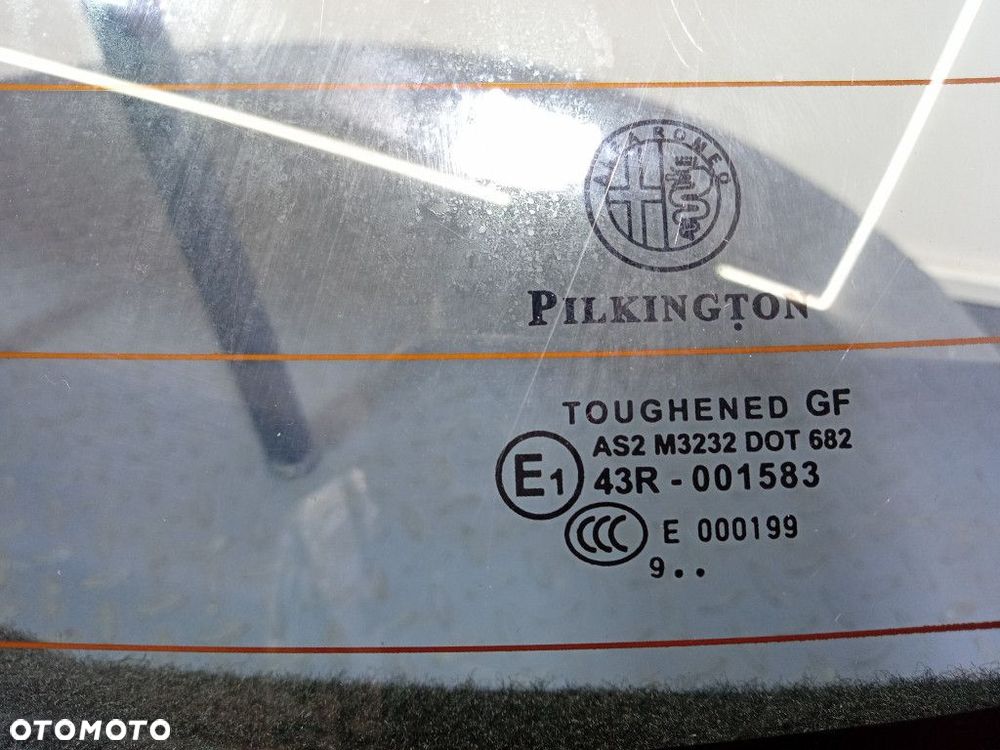 ALFA ROMEO
PILKINGTON
TOUGHENED GF
AS2 M3232 DOT 682
E1 43R - 001583
CCC E 000199
9..
OTOMOTO